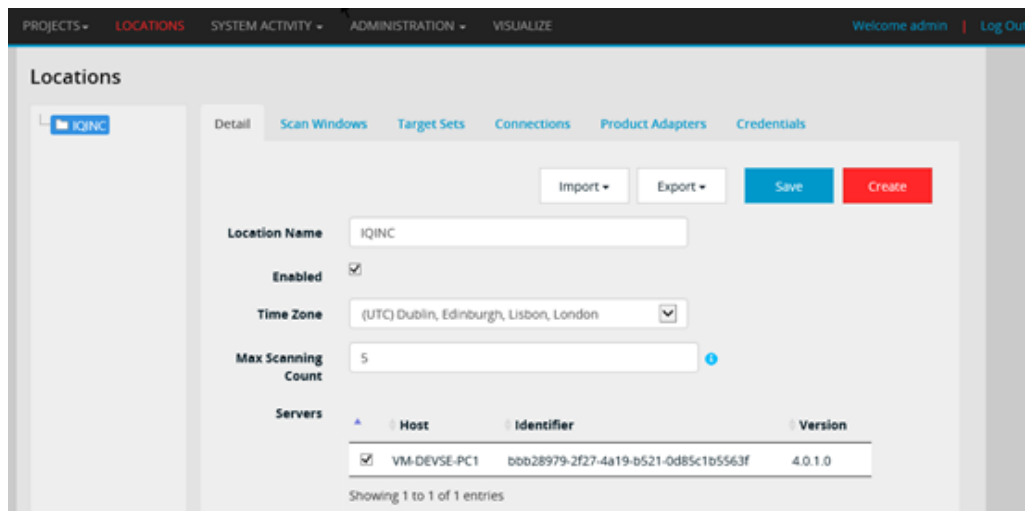 PROJECTS LOCATIONS SYSTEM ACTIVITY ADMINISTRATION VISUALIZE Welcome admin | Log Out
Locations
IQINC
Detail Scan Windows Target Sets Connections Product Adapters Credentials
Import Export Save Create
Location Name IQINC
Enabled
Time Zone (UTC) Dublin, Edinburgh, Lisbon, London
Max Scanning 5
Count
Servers
Host Identifier Version
VM-DEVSE-PC1 bbb28979-2f27-4a19-b521-0d85c1b5563f 4.0.1.0
Showing 1 to 1 of 1 entries